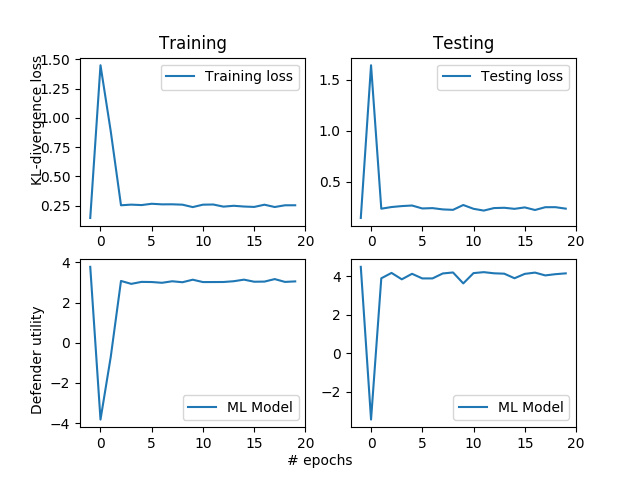 Training
Testing
KL-divergence loss
1.50
1.25
1.00
0.75
0.50
0.25
Training loss
0 5 10 15 20
1.5
1.0
0.5
Testing loss
0 5 10 15 20
Defender utility
4
2
0
−2
−4
ML Model
0 5 10 15 20
4
2
0
−2
ML Model
0 5 10 15 20
# epochs